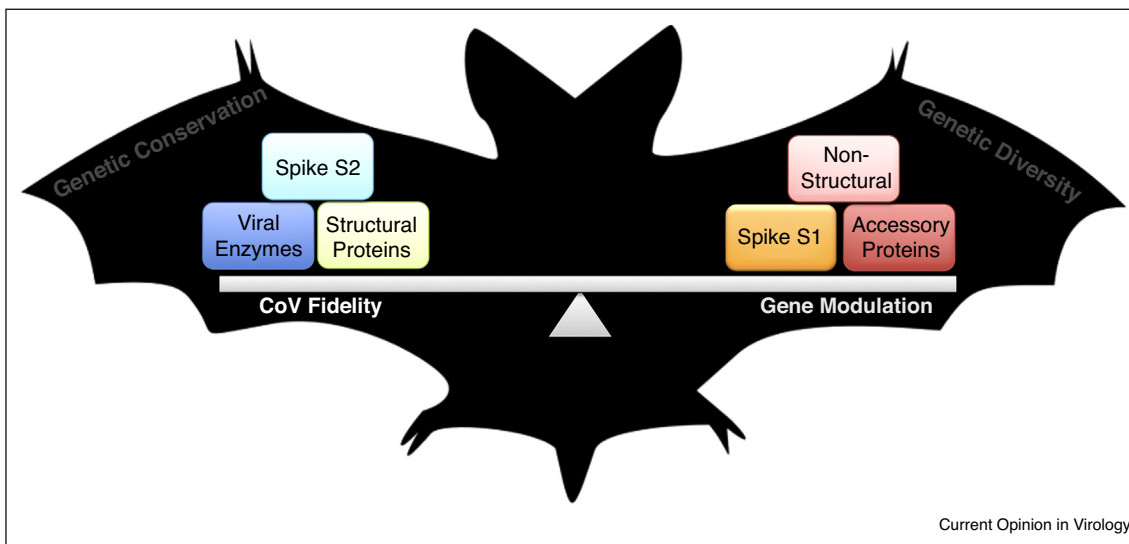 Genetic Conservation
Genetic Diversity
Spike S2
Viral
Enzymes
Structural
Proteins
Non-
Structural
Spike S1
Accessory
Proteins
CoV Fidelity
Gene Modulation
Current Opinion in Virology